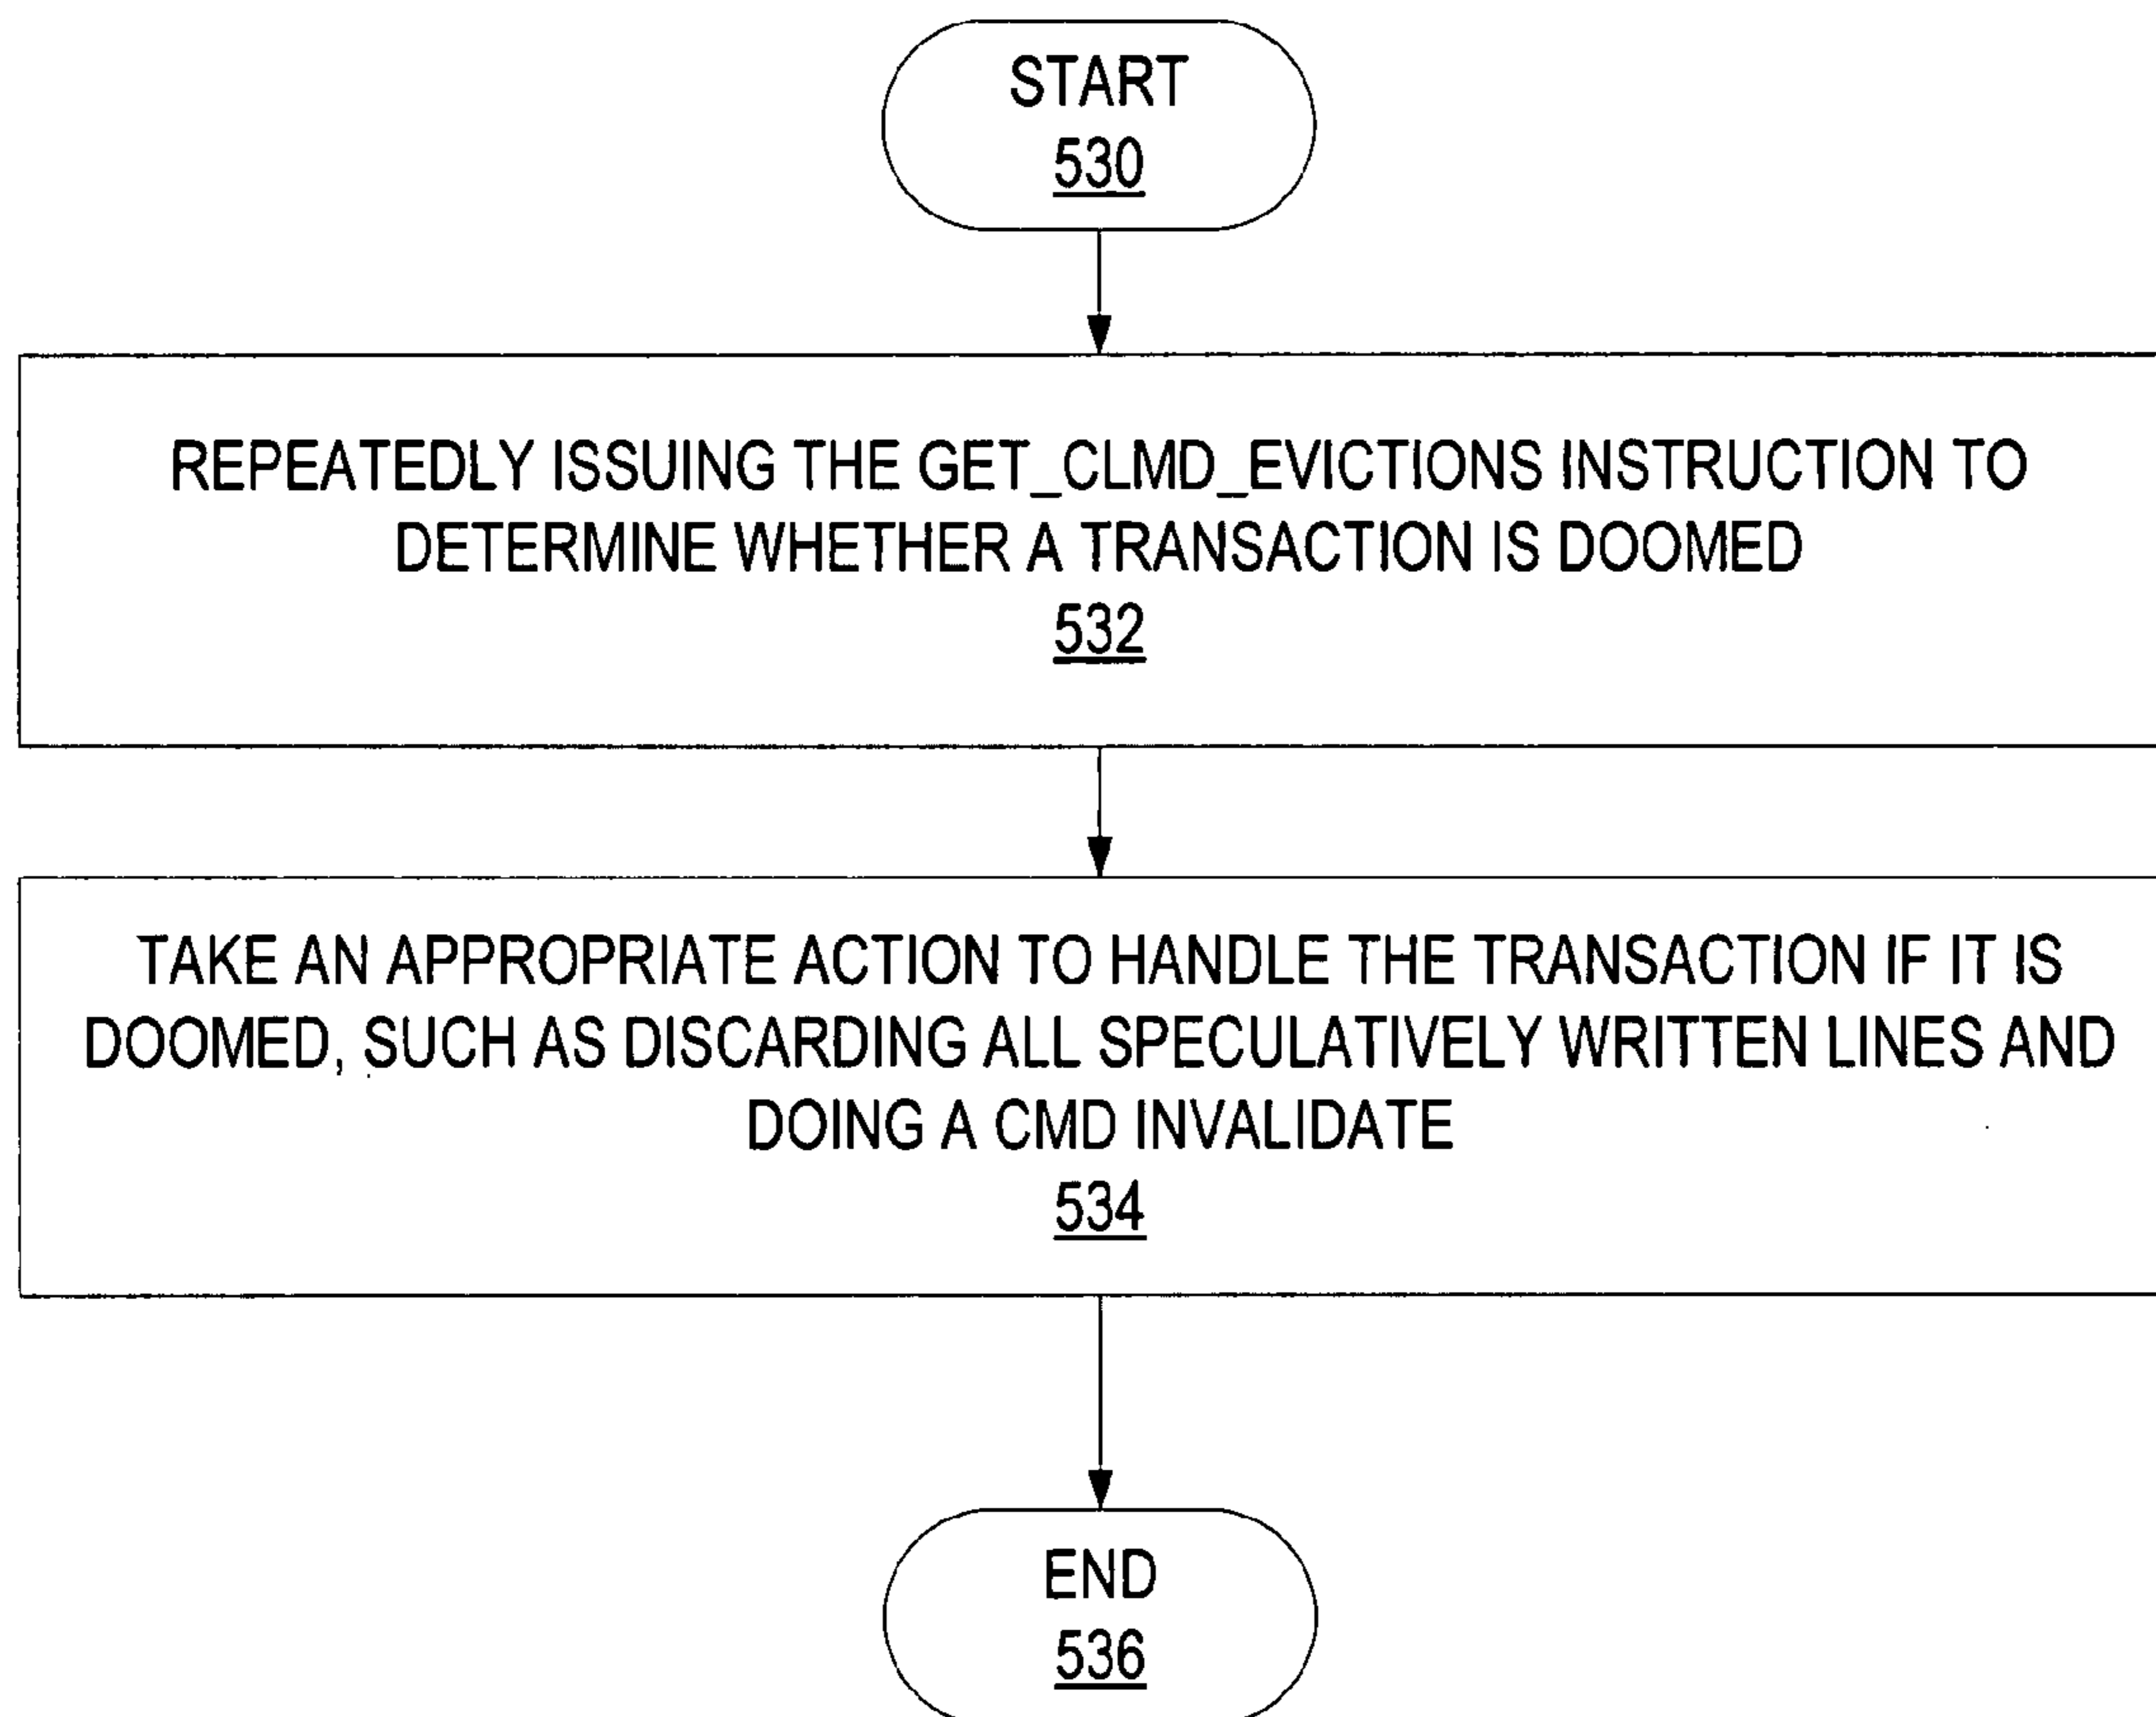 START
530
REPEATEDLY ISSUING THE GET_CLMD_EVICTIONS INSTRUCTION TO
DETERMINE WHETHER A TRANSACTION IS DOOMED
532
TAKE AN APPROPRIATE ACTION TO HANDLE THE TRANSACTION IF IT IS
DOOMED, SUCH AS DISCARDING ALL SPECULATIVELY WRITTEN LINES AND
DOING A CMD INVALIDATE
534
END
536